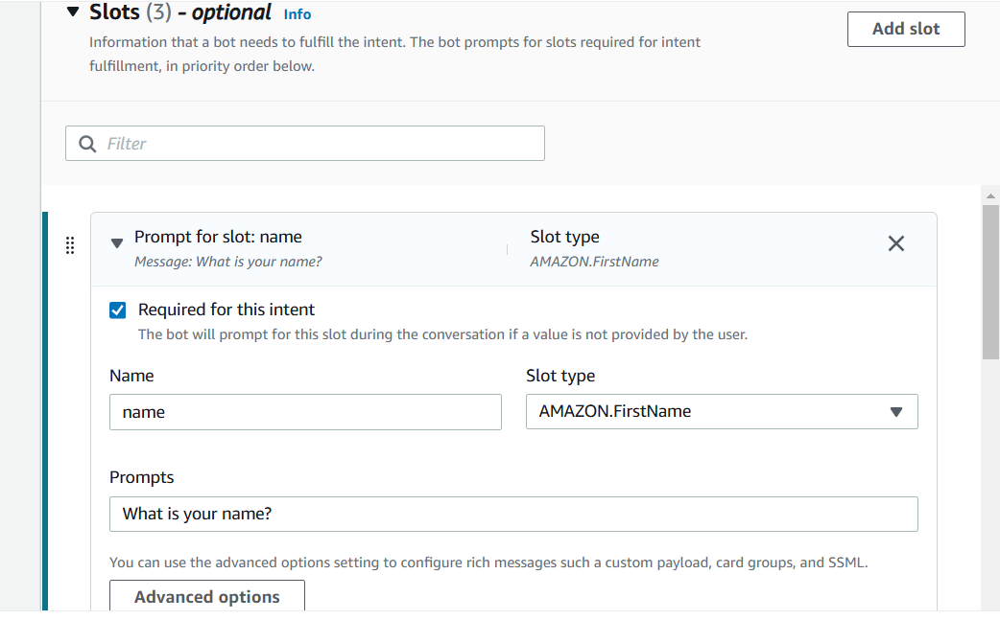 Slots (3) - optional Info
Add slot
Information that a bot needs to fulfill the intent. The bot prompts for slots required for intent
fulfillment, in priority order below.
Filter
Prompt for slot: name
Message: What is your name?
Slot type
AMAZON.FirstName
Required for this intent
The bot will prompt for this slot during the conversation if a value is not provided by the user.
Name
Slot type
name
AMAZON.FirstName
Prompts
What is your name?
You can use the advanced options setting to configure rich messages such a custom payload, card groups, and SSML.
Advanced options